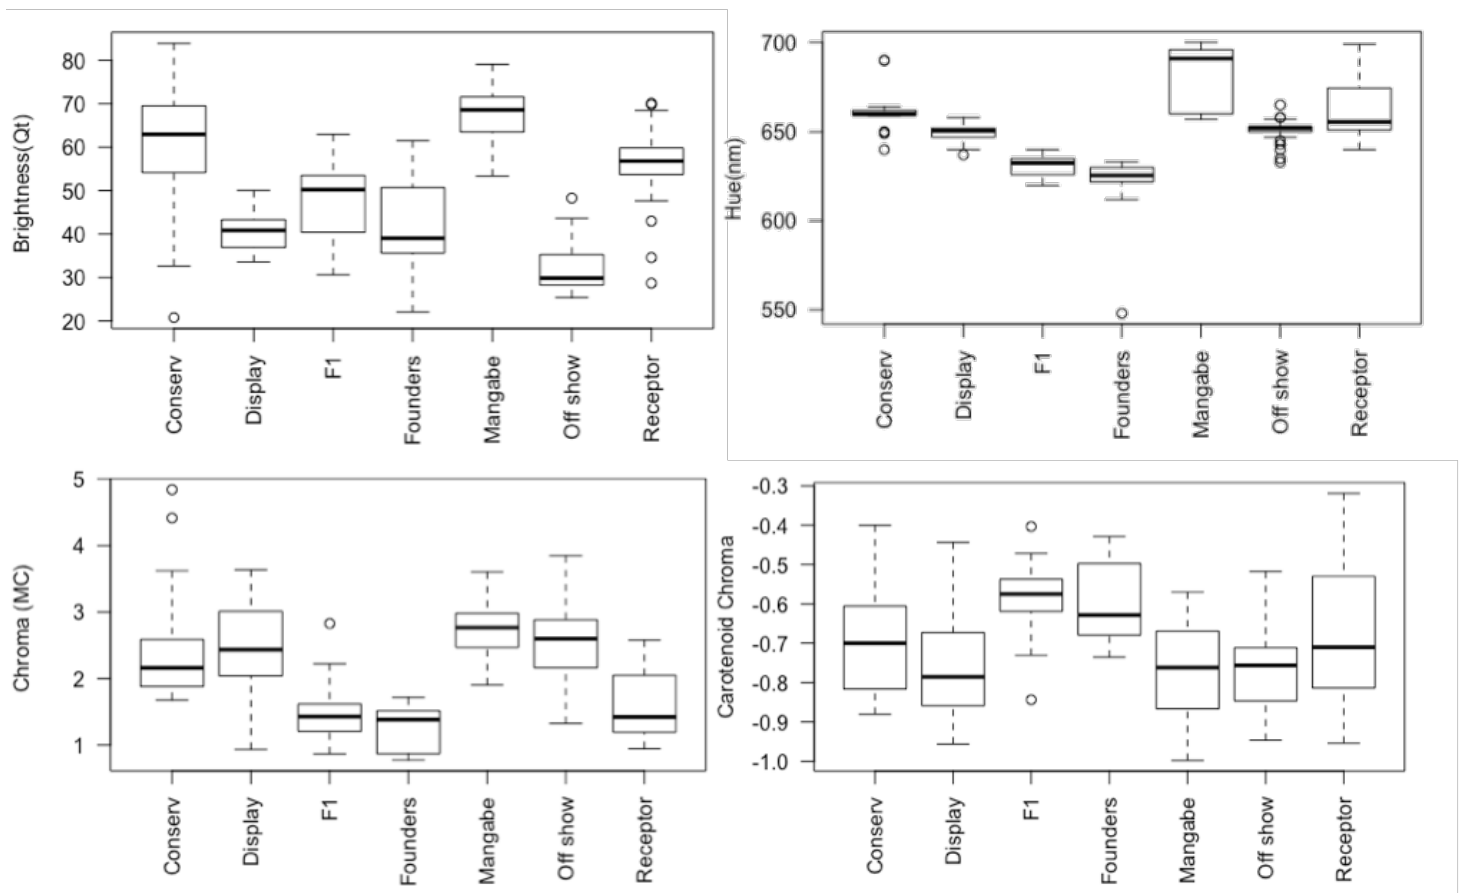 Brightness(Qt)
80
70
60
50
40
30
20
Conserv
Display
F1
Founders
Mangabe
Off show
Receptor
Hue(nm)
700
650
600
550
Conserv
Display
F1
Founders
Mangabe
Off show
Receptor
Chroma (MC)
5
4
3
2
1
Conserv
Display
F1
Founders
Mangabe
Off show
Receptor
Carotenoid Chroma
-0.3
-0.4
-0.5
-0.6
-0.7
-0.8
-0.9
-1.0
Conserv
Display
F1
Founders
Mangabe
Off show
Receptor